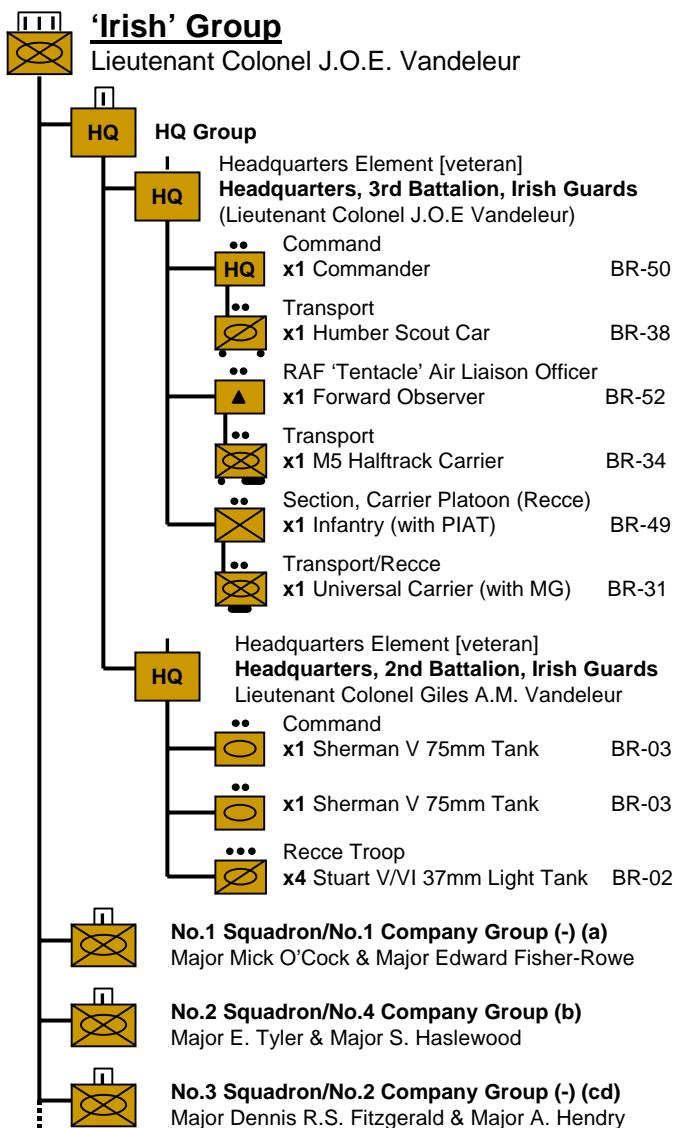 ‘Irish’ Group
Lieutenant Colonel J.O.E. Vandeleur
HQ
HQ Group
Headquarters Element [veteran]
HQ
Headquarters, 3rd Battalion, Irish Guards
(Lieutenant Colonel J.O.E Vandeleur)
Command
HQ
x1 Commander BR-50
Transport
x1 Humber Scout Car BR-38
RAF ‘Tentacle’ Air Liaison Officer
x1 Forward Observer BR-52
Transport
x1 M5 Halftrack Carrier BR-34
Section, Carrier Platoon (Recce)
x1 Infantry (with PIAT) BR-49
Transport/Recce
x1 Universal Carrier (with MG) BR-31
Headquarters Element [veteran]
HQ
Headquarters, 2nd Battalion, Irish Guards
Lieutenant Colonel Giles A.M. Vandeleur
Command
x1 Sherman V 75mm Tank BR-03
x1 Sherman V 75mm Tank BR-03
Recce Troop
x4 Stuart V/VI 37mm Light Tank BR-02
No.1 Squadron/No.1 Company Group (-) (a)
Major Mick O’Cock & Major Edward Fisher-Rowe
No.2 Squadron/No.4 Company Group (b)
Major E. Tyler & Major S. Haslewood
No.3 Squadron/No.2 Company Group (-) (cd)
Major Dennis R.S. Fitzgerald & Major A. Hendry